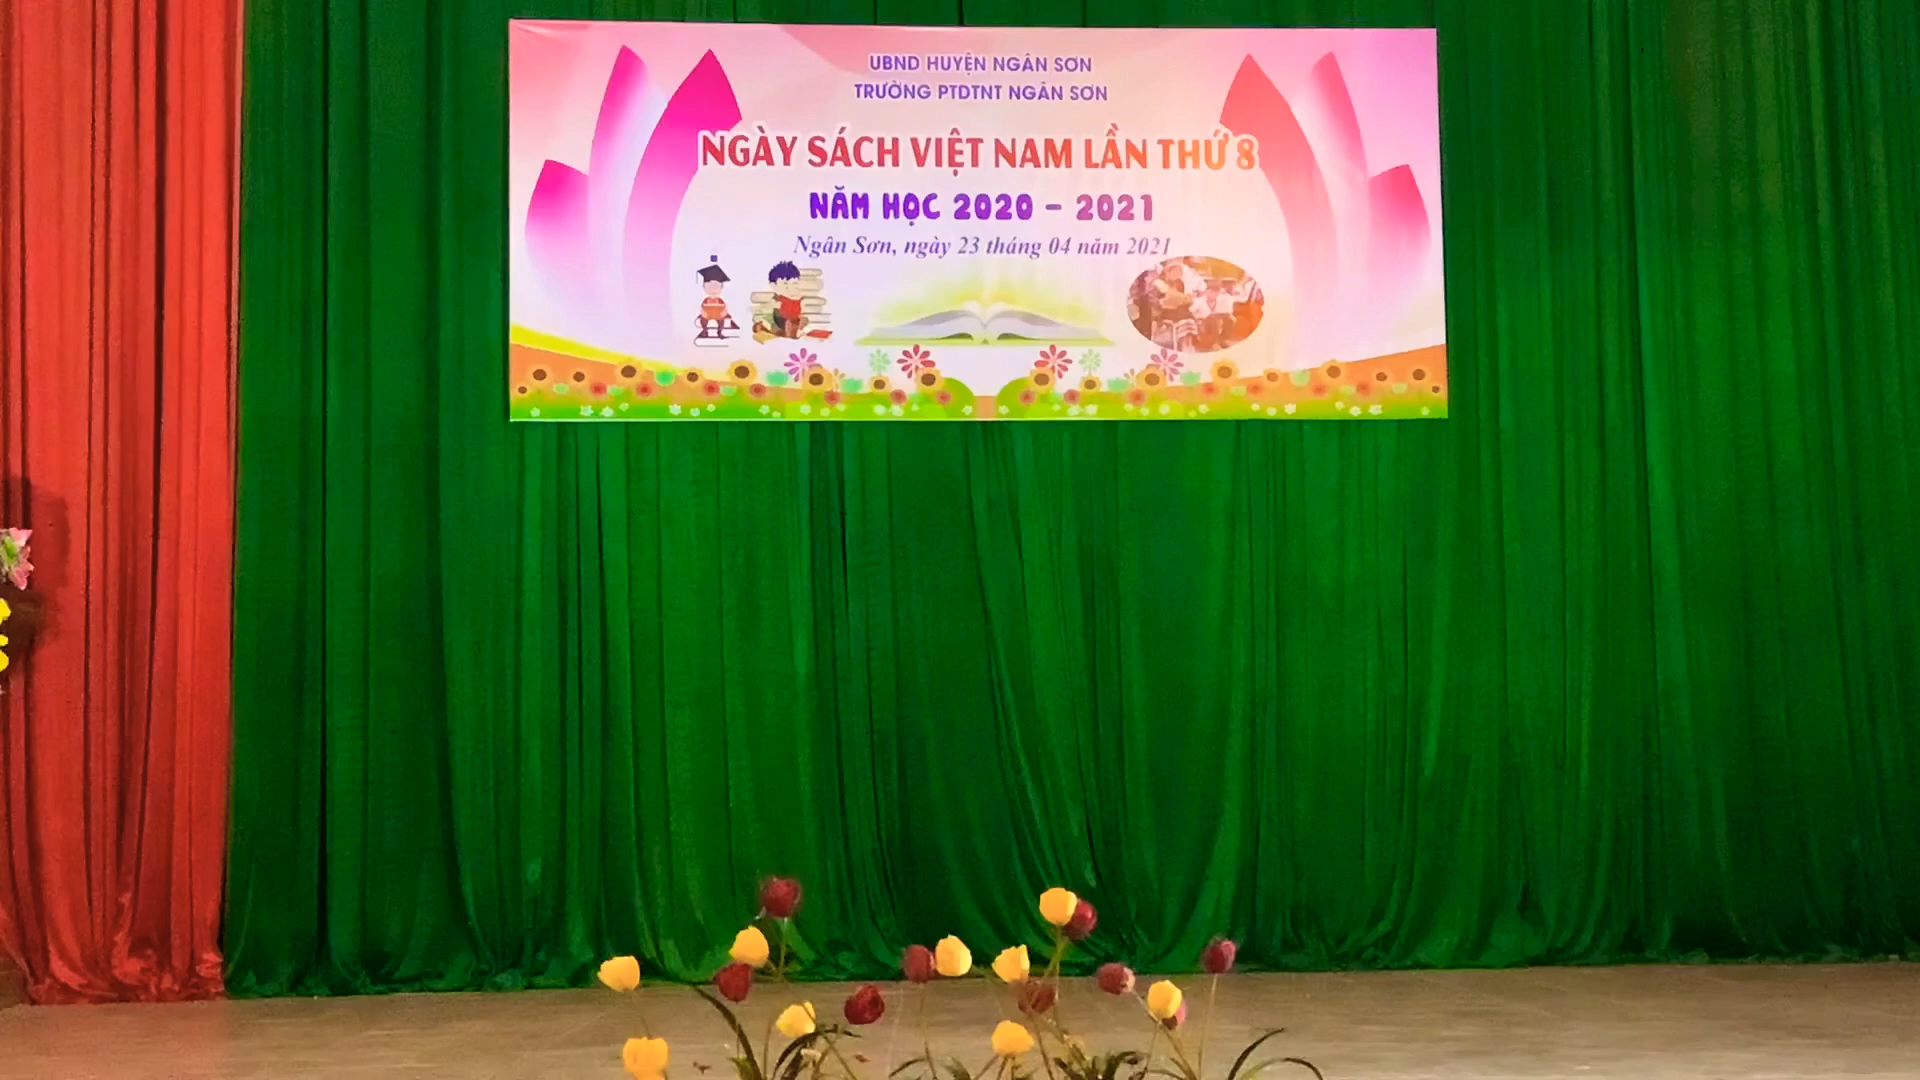 UBND HUYỆN NGÂN SƠN
TRƯỜNG PTDTNT NGÂN SƠN
NGÀY SÁCH VIỆT NAM LẦN THỨ 8
NĂM HỌC 2020 - 2021
Ngân Sơn, ngày 23 tháng 04 năm 2021